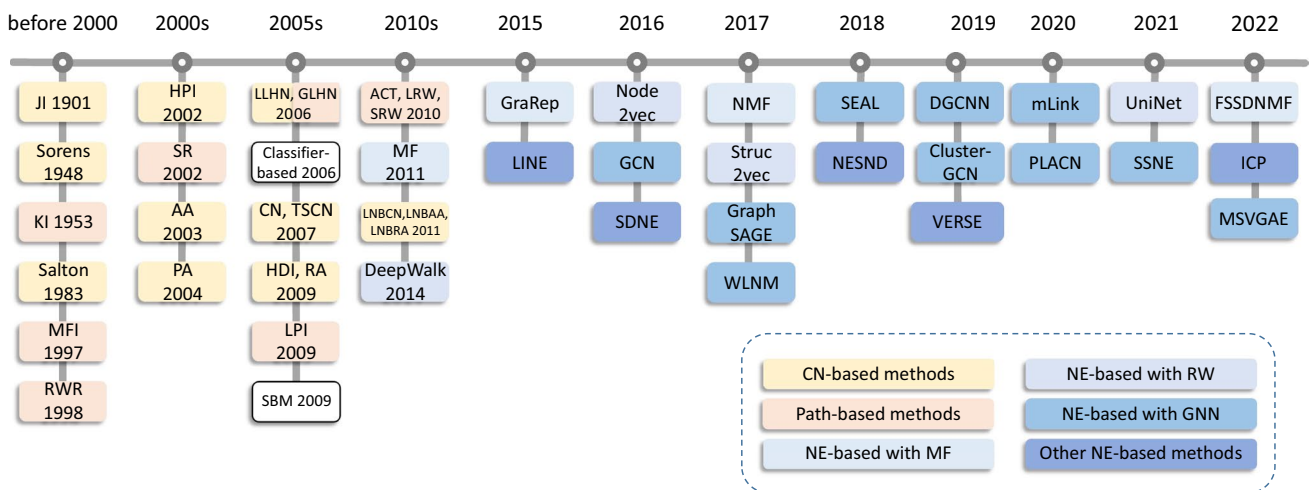 before 2000
2000s
2005s
2010s
2015
2016
2017
2018
2019
2020
2021
2022
JI 1901
Sorens
1948
KI 1953
Salton
1983
MFI
1997
RWR
1998
HPI
2002
SR
2002
AA
2003
PA
2004
LLHN, GLHN
2006
Classifier-
based 2006
CN, TSCN
2007
HDI, RA
2009
LPI
2009
SBM 2009
ACT, LRW,
SRW 2010
MF
2011
LNBCN,LNBAA,
LNBRA 2011
DeepWalk
2014
GraRep
LINE
Node
2vec
GCN
SDNE
NMF
Struc
2vec
Graph
SAGE
WLNM
SEAL
NESND
DGCNN
Cluster-
GCN
VERSE
mLink
PLACN
UniNet
SSNE
FSSDNMF
ICP
MSVGAE
CN-based methods
Path-based methods
NE-based with MF
NE-based with RW
NE-based with GNN
Other NE-based methods